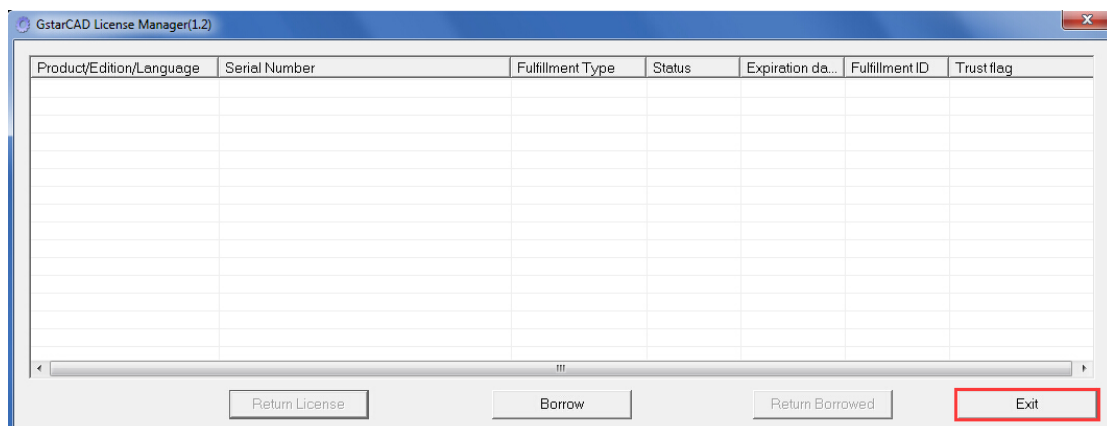 GstarCAD License Manager(1.2)
Product/Edition/Language Serial Number Fulfillment Type Status Expiration da... Fulfillment ID Trust flag
Return License Borrow Return Borrowed Exit